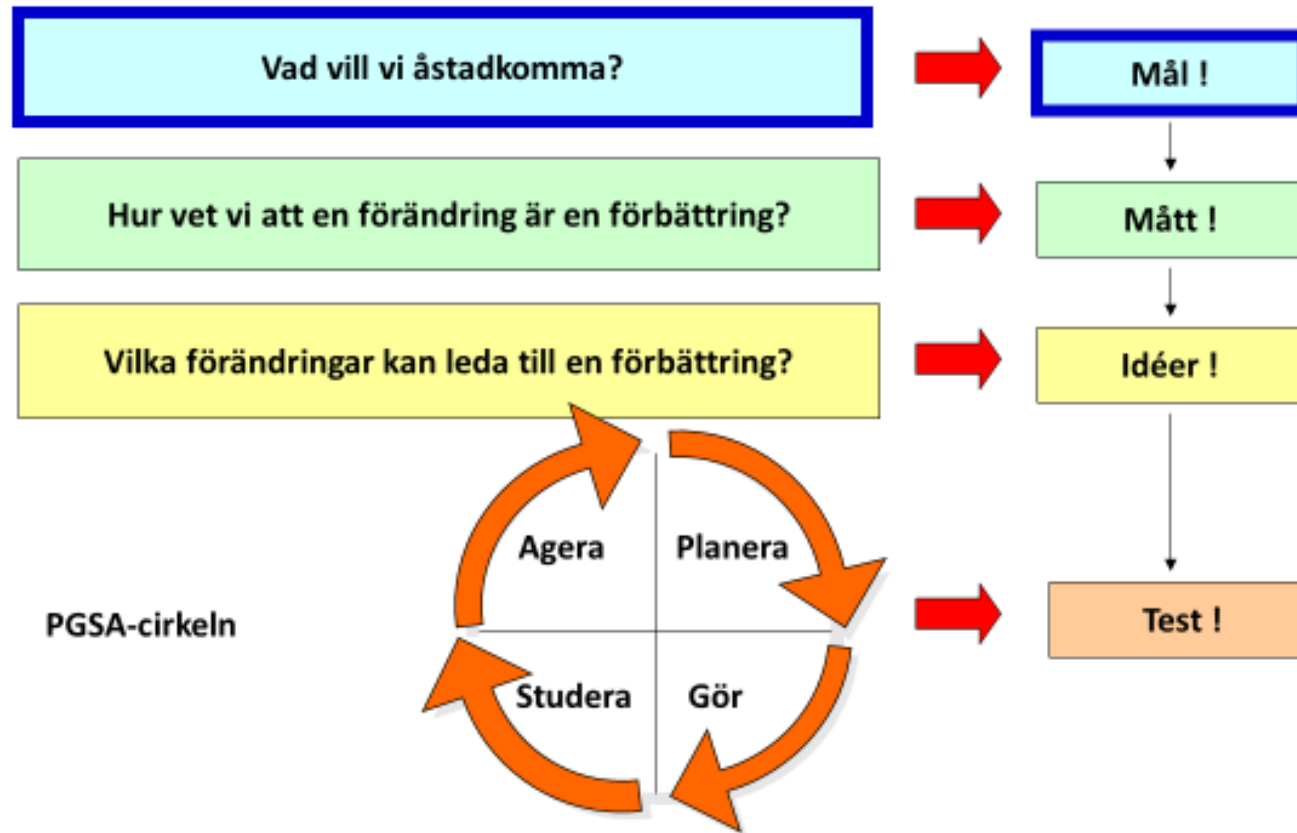 Vad vill vi åstadkomma?
Mål !
Hur vet vi att en förändring är en förbättring?
Mått !
Vilka förändringar kan leda till en förbättring?
Idéer !
Agera
Planera
PGSA-cirkeln
Test !
Studera
Gör